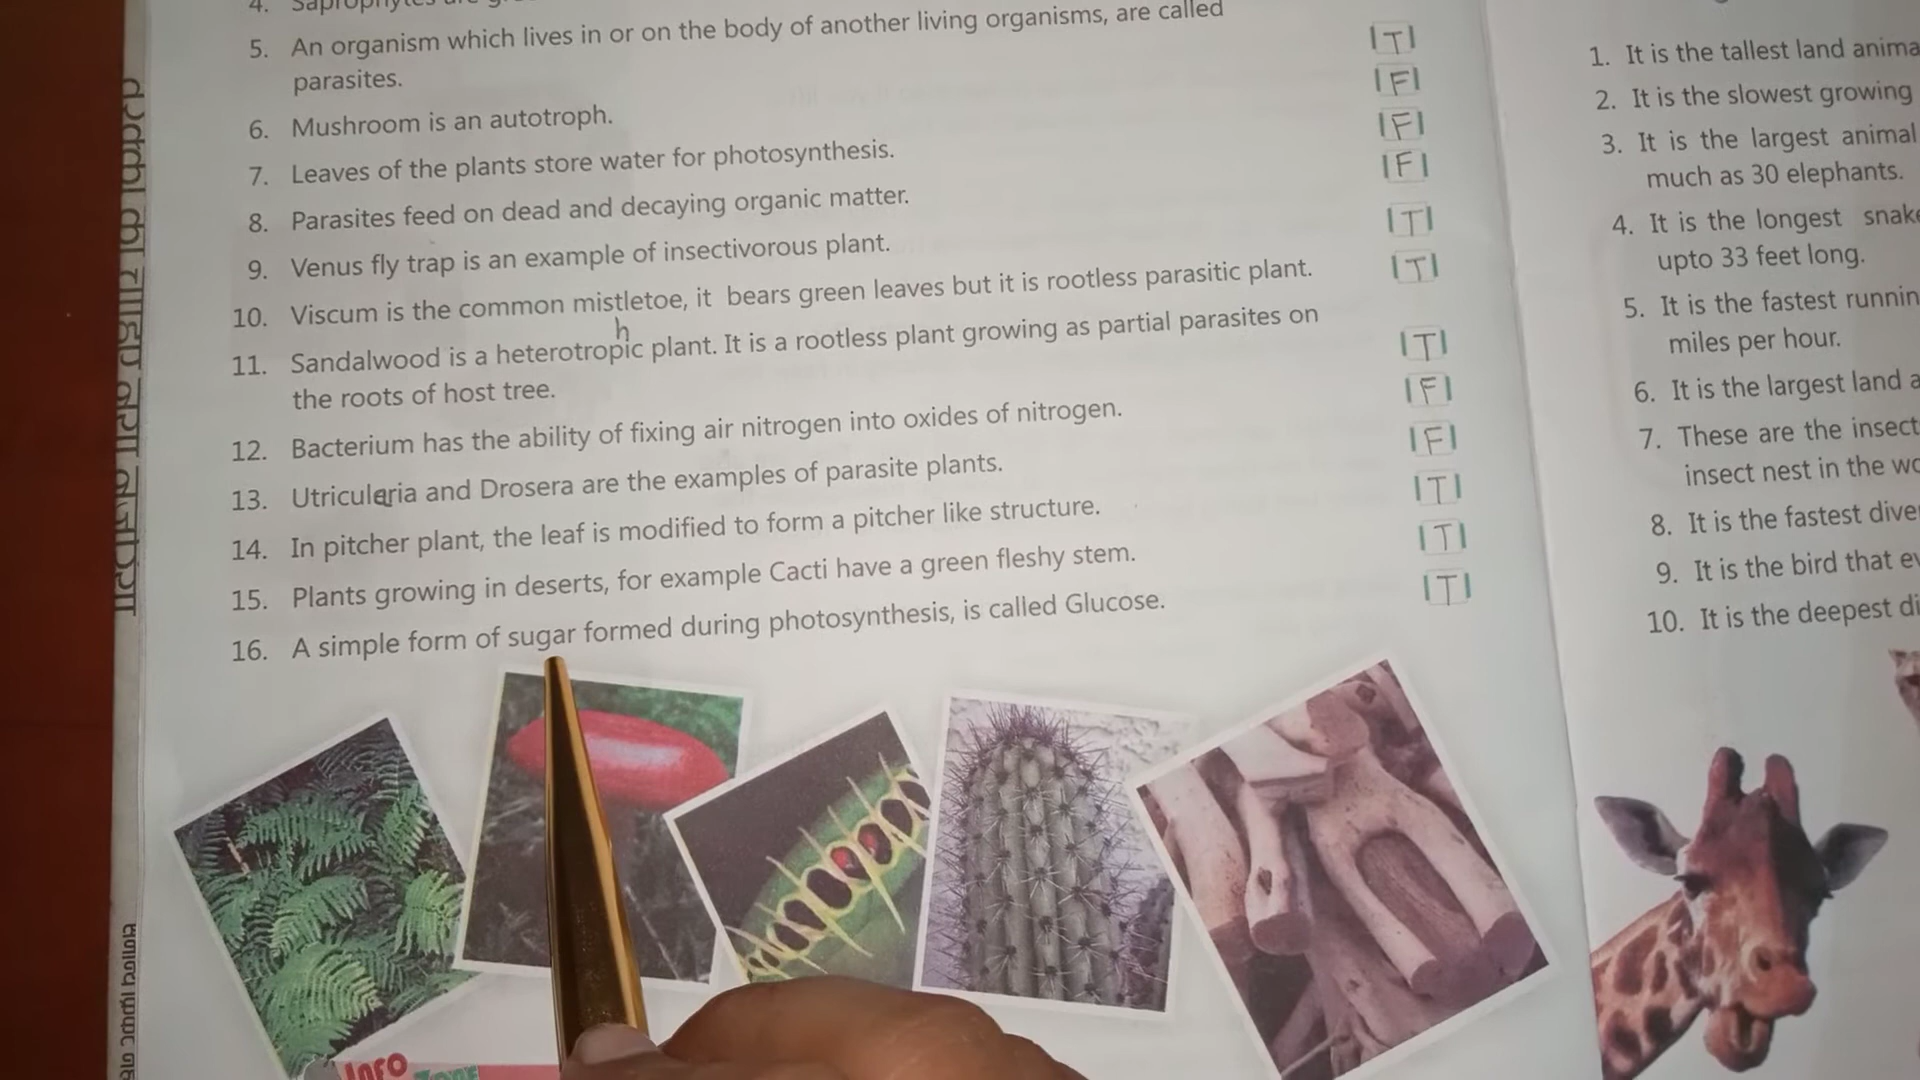 4. Saprophytes are
5. An organism which lives in or on the body of another living organisms, are called
parasites. T
6. Mushroom is an autotroph. F
7. Leaves of the plants store water for photosynthesis. F
8. Parasites feed on dead and decaying organic matter. F
9. Venus fly trap is an example of insectivorous plant. T
10. Viscum is the common mistletoe, it bears green leaves but it is rootless parasitic plant. T
h
11. Sandalwood is a heterotropic plant. It is a rootless plant growing as partial parasites on
the roots of host tree. T
12. Bacterium has the ability of fixing air nitrogen into oxides of nitrogen. F
13. Utricularia and Drosera are the examples of parasite plants. F
14. In pitcher plant, the leaf is modified to form a pitcher like structure. T
15. Plants growing in deserts, for example Cacti have a green fleshy stem. T
16. A simple form of sugar formed during photosynthesis, is called Glucose. T
Info
Zone
1. It is the tallest land anima
2. It is the slowest growing
3. It is the largest animal
much as 30 elephants.
4. It is the longest snake
upto 33 feet long.
5. It is the fastest runnin
miles per hour.
6. It is the largest land a
7. These are the insect
insect nest in the wo
8. It is the fastest dive
9. It is the bird that ev
10. It is the deepest di